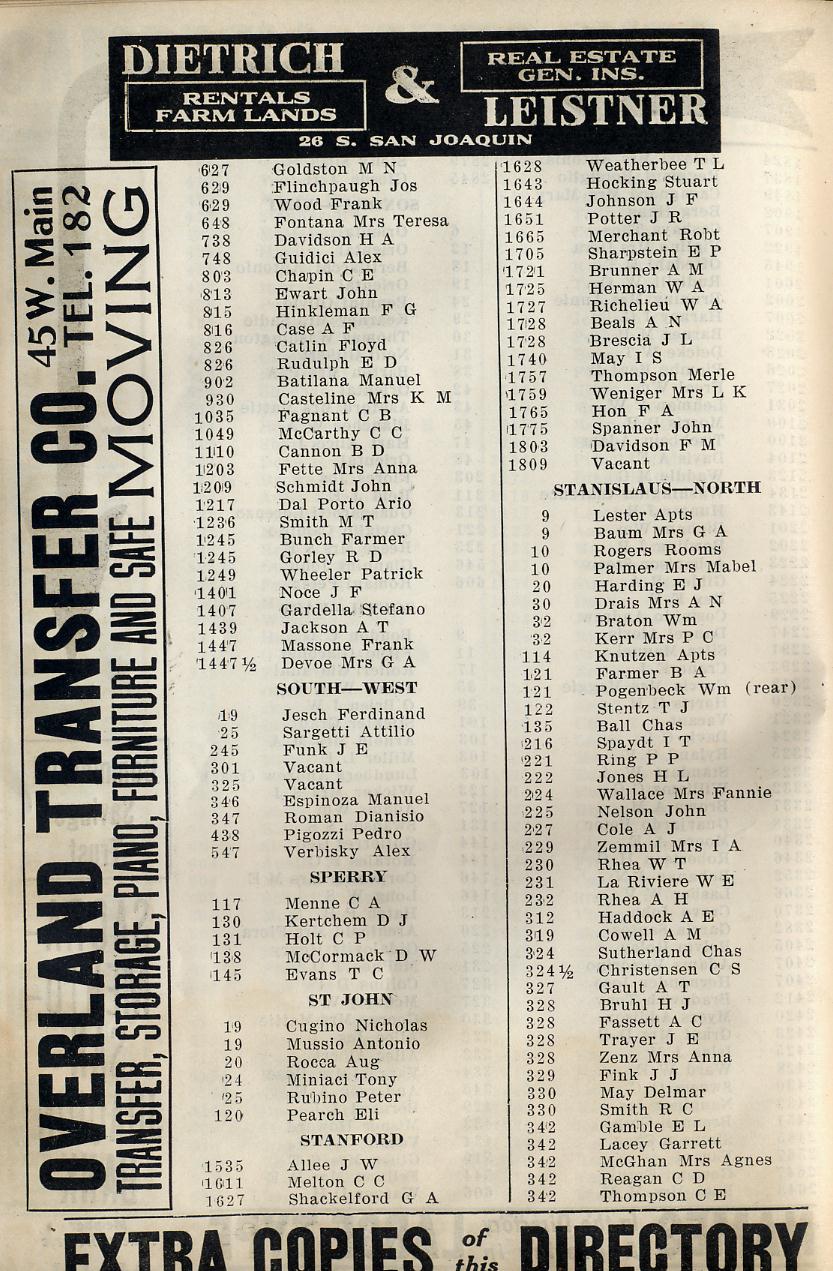 DIETRICH
RENTALS
FARM LANDS
&
REAL ESTATE
GEN. INS.
LEISTNER
26 S. SAN JOAQUIN
OVERLAND TRANSFER CO. 45 W. Main TEL. 182
TRANSFER, STORAGE, PIANO, FURNITURE AND SAFE MOVING
627 Goldston M N
629 Flinchpaugh Jos
629 Wood Frank
648 Fontana Mrs Teresa
738 Davidson H A
748 Guidici Alex
803 Chapin C E
813 Ewart John
815 Hinkleman F G
816 Case A F
826 Catlin Floyd
826 Rudulph E D
902 Batilana Manuel
930 Casteline Mrs K M
1035 Fagnant C B
1049 McCarthy C C
1110 Cannon B D
1203 Fette Mrs Anna
1209 Schmidt John
1217 Dal Porto Ario
1236 Smith M T
1245 Bunch Farmer
1245 Gorley R D
1249 Wheeler Patrick
1401 Noce J F
1407 Gardella Stefano
1439 Jackson A T
1447 Massone Frank
1447½ Devoe Mrs G A
SOUTH—WEST
19 Jesch Ferdinand
25 Sargetti Attilio
245 Funk J E
301 Vacant
325 Vacant
346 Espinoza Manuel
347 Roman Dianisio
438 Pigozzi Pedro
547 Verbisky Alex
SPERRY
117 Menne C A
130 Kertchem D J
131 Holt C P
138 McCormack D W
145 Evans T C
ST JOHN
19 Cugino Nicholas
19 Mussio Antonio
20 Rocca Aug
24 Miniaci Tony
25 Rubino Peter
120 Pearch Eli
STANFORD
1535 Allee J W
1611 Melton C C
1627 Shackelford G A
1628 Weatherbee T L
1643 Hocking Stuart
1644 Johnson J F
1651 Potter J R
1665 Merchant Robt
1705 Sharpstein E P
1721 Brunner A M
1725 Herman W A
1727 Richelieu W A
1728 Beals A N
1728 Brescia J L
1740 May I S
1757 Thompson Merle
1759 Weniger Mrs L K
1765 Hon F A
1775 Spanner John
1803 Davidson F M
1809 Vacant
STANISLAUS—NORTH
9 Lester Apts
9 Baum Mrs G A
10 Rogers Rooms
10 Palmer Mrs Mabel
20 Harding E J
30 Drais Mrs A N
32 Braton Wm
32 Kerr Mrs P C
114 Knutzen Apts
121 Farmer B A
121 Pogenbeck Wm (rear)
122 Stentz T J
135 Ball Chas
216 Spaydt I T
221 Ring P P
222 Jones H L
224 Wallace Mrs Fannie
225 Nelson John
227 Cole A J
229 Zemmil Mrs I A
230 Rhea W T
231 La Riviere W E
232 Rhea A H
312 Haddock A E
319 Cowell A M
324 Sutherland Chas
324½ Christensen C S
327 Gault A T
328 Bruhl H J
328 Fassett A C
328 Trayer J E
328 Zenz Mrs Anna
329 Fink J J
330 May Delmar
330 Smith R C
342 Gamble E L
342 Lacey Garrett
342 McGhan Mrs Agnes
342 Reagan C D
342 Thompson C E
EXTRA COPIES of this DIRECTORY